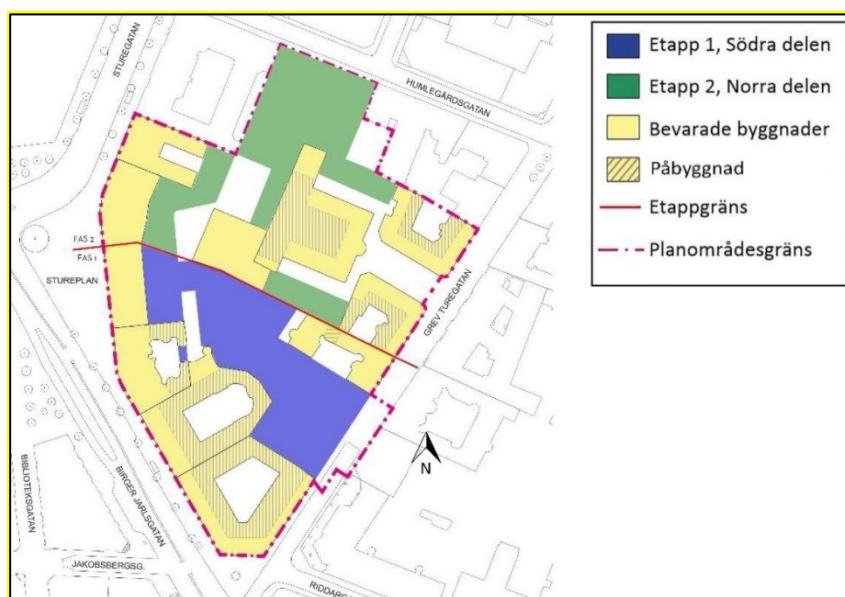 STUREGATAN
HUMLEGÅRDSGATAN
FAS 2
FAS 1
STUREPLAN
GREV TUREGATAN
BIBLIOTEKSGATAN
BIRGER JARLSGATAN
N
JAKOBSBERGSG.
Etapp 1, Södra delen
Etapp 2, Norra delen
Bevarade byggnader
Påbyggnad
Etappgräns
Planområdesgräns